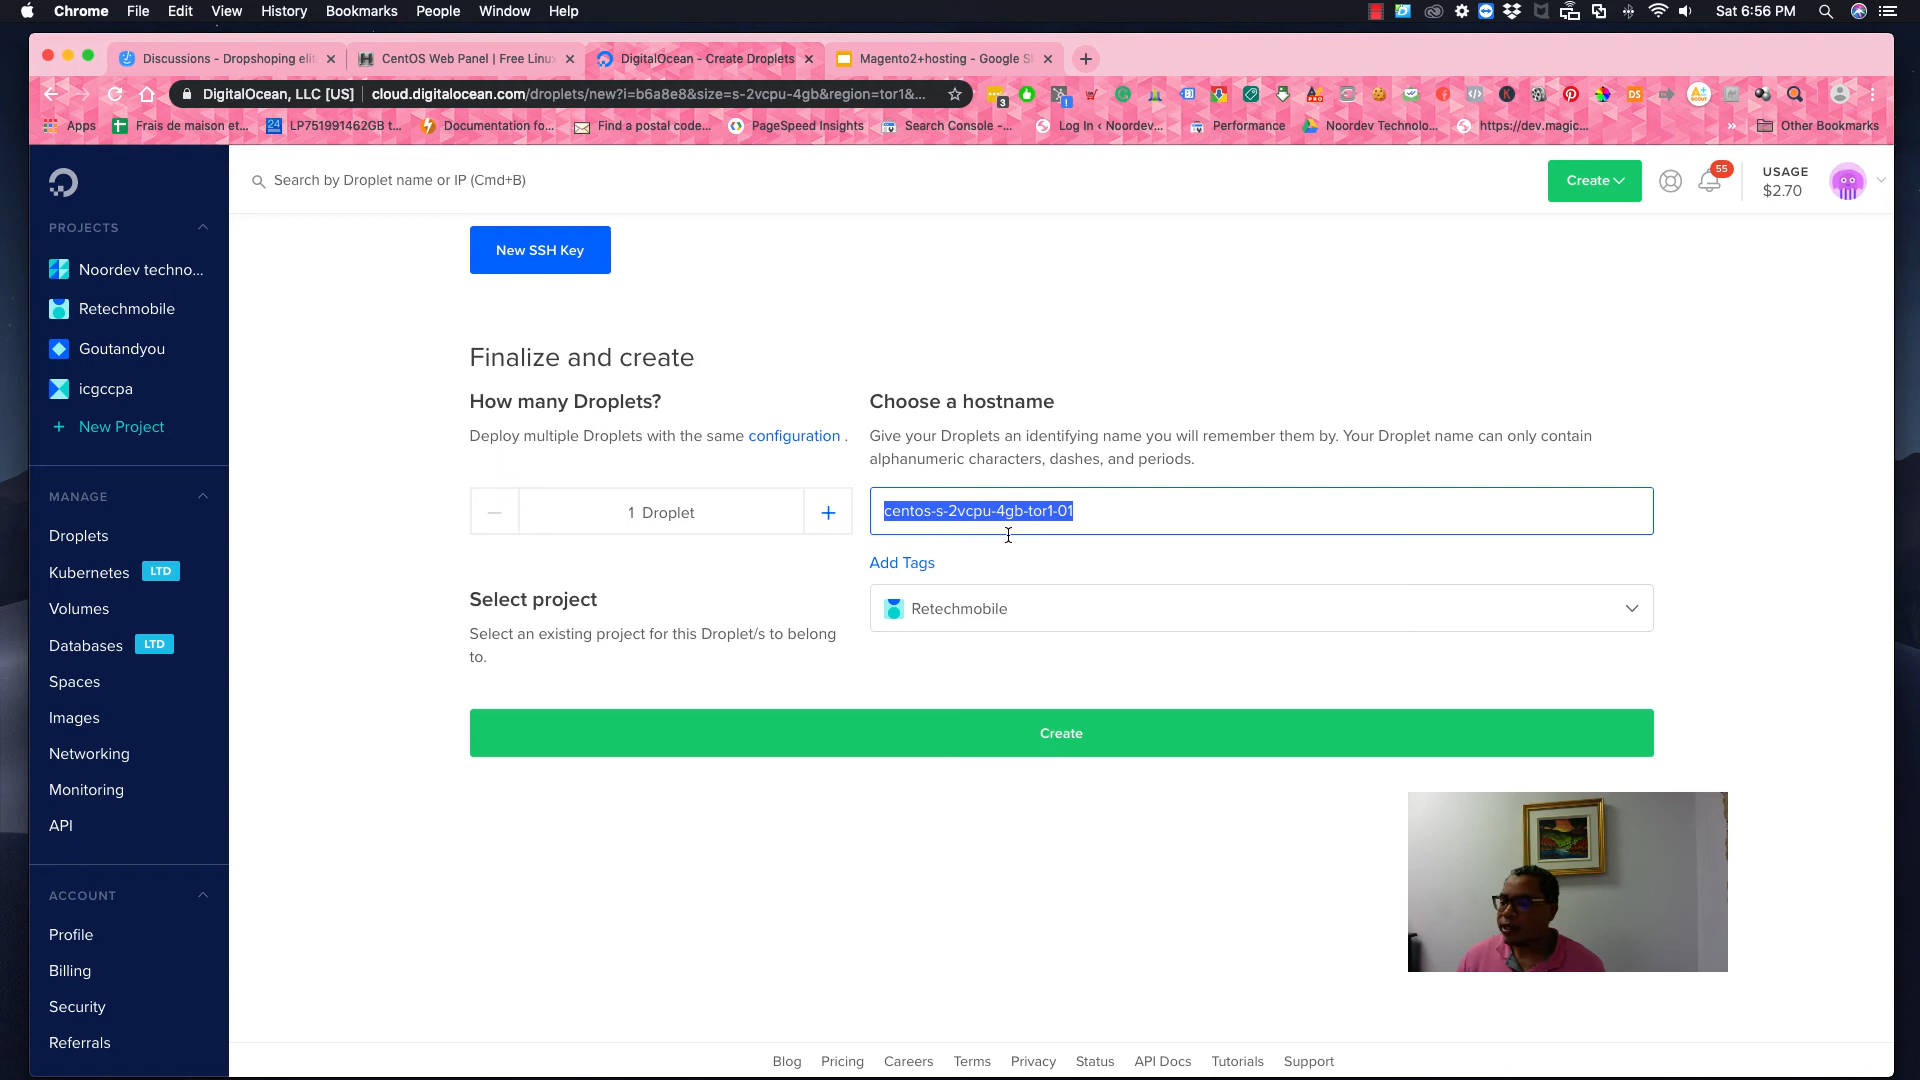 Chrome File Edit View History Bookmarks People Window Help
Sat 6:56 PM
Discussions - Dropshoping elit
CentOS Web Panel | Free Linu
DigitalOcean - Create Droplets
Magento2+hosting - Google S
DigitalOcean, LLC [US] | cloud.digitalocean.com/droplets/new?i=b6a8e8&size=s-2vcpu-4gb&region=tor1&...
Apps
Frais de maison et...
LP751991462GB t...
Documentation fo...
Find a postal code...
PageSpeed Insights
Search Console -...
Log In ‹ Noordev...
Performance
Noordev Technolo...
https://dev.magic...
»
Other Bookmarks
Search by Droplet name or IP (Cmd+B)
Create
55
USAGE
$2.70
PROJECTS
Noordev techno...
Retechmobile
Goutandyou
icgccpa
+ New Project
MANAGE
Droplets
Kubernetes LTD
Volumes
Databases LTD
Spaces
Images
Networking
Monitoring
API
ACCOUNT
Profile
Billing
Security
Referrals
New SSH Key
Finalize and create
How many Droplets?
Deploy multiple Droplets with the same configuration .
1 Droplet
Choose a hostname
Give your Droplets an identifying name you will remember them by. Your Droplet name can only contain
alphanumeric characters, dashes, and periods.
centos-s-2vcpu-4gb-tor1-01
Add Tags
Select project
Select an existing project for this Droplet/s to belong
to.
Retechmobile
Create
Blog Pricing Careers Terms Privacy Status API Docs Tutorials Support